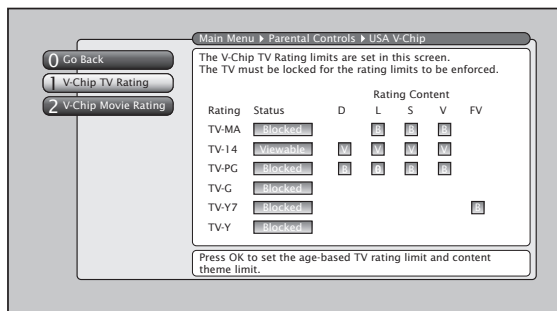 Main Menu ▶ Parental Controls ▶ USA V-Chip
0 Go Back
1 V-Chip TV Rating
2 V-Chip Movie Rating
The V-Chip TV Rating limits are set in this screen.
The TV must be locked for the rating limits to be enforced.
Rating Content
Rating Status D L S V FV
TV-MA Blocked B B B
TV-14 Viewable V V V V
TV-PG Blocked B 0 B B
TV-G Blocked
TV-Y7 Blocked B
TV-Y Blocked
Press OK to set the age-based TV rating limit and content
theme limit.